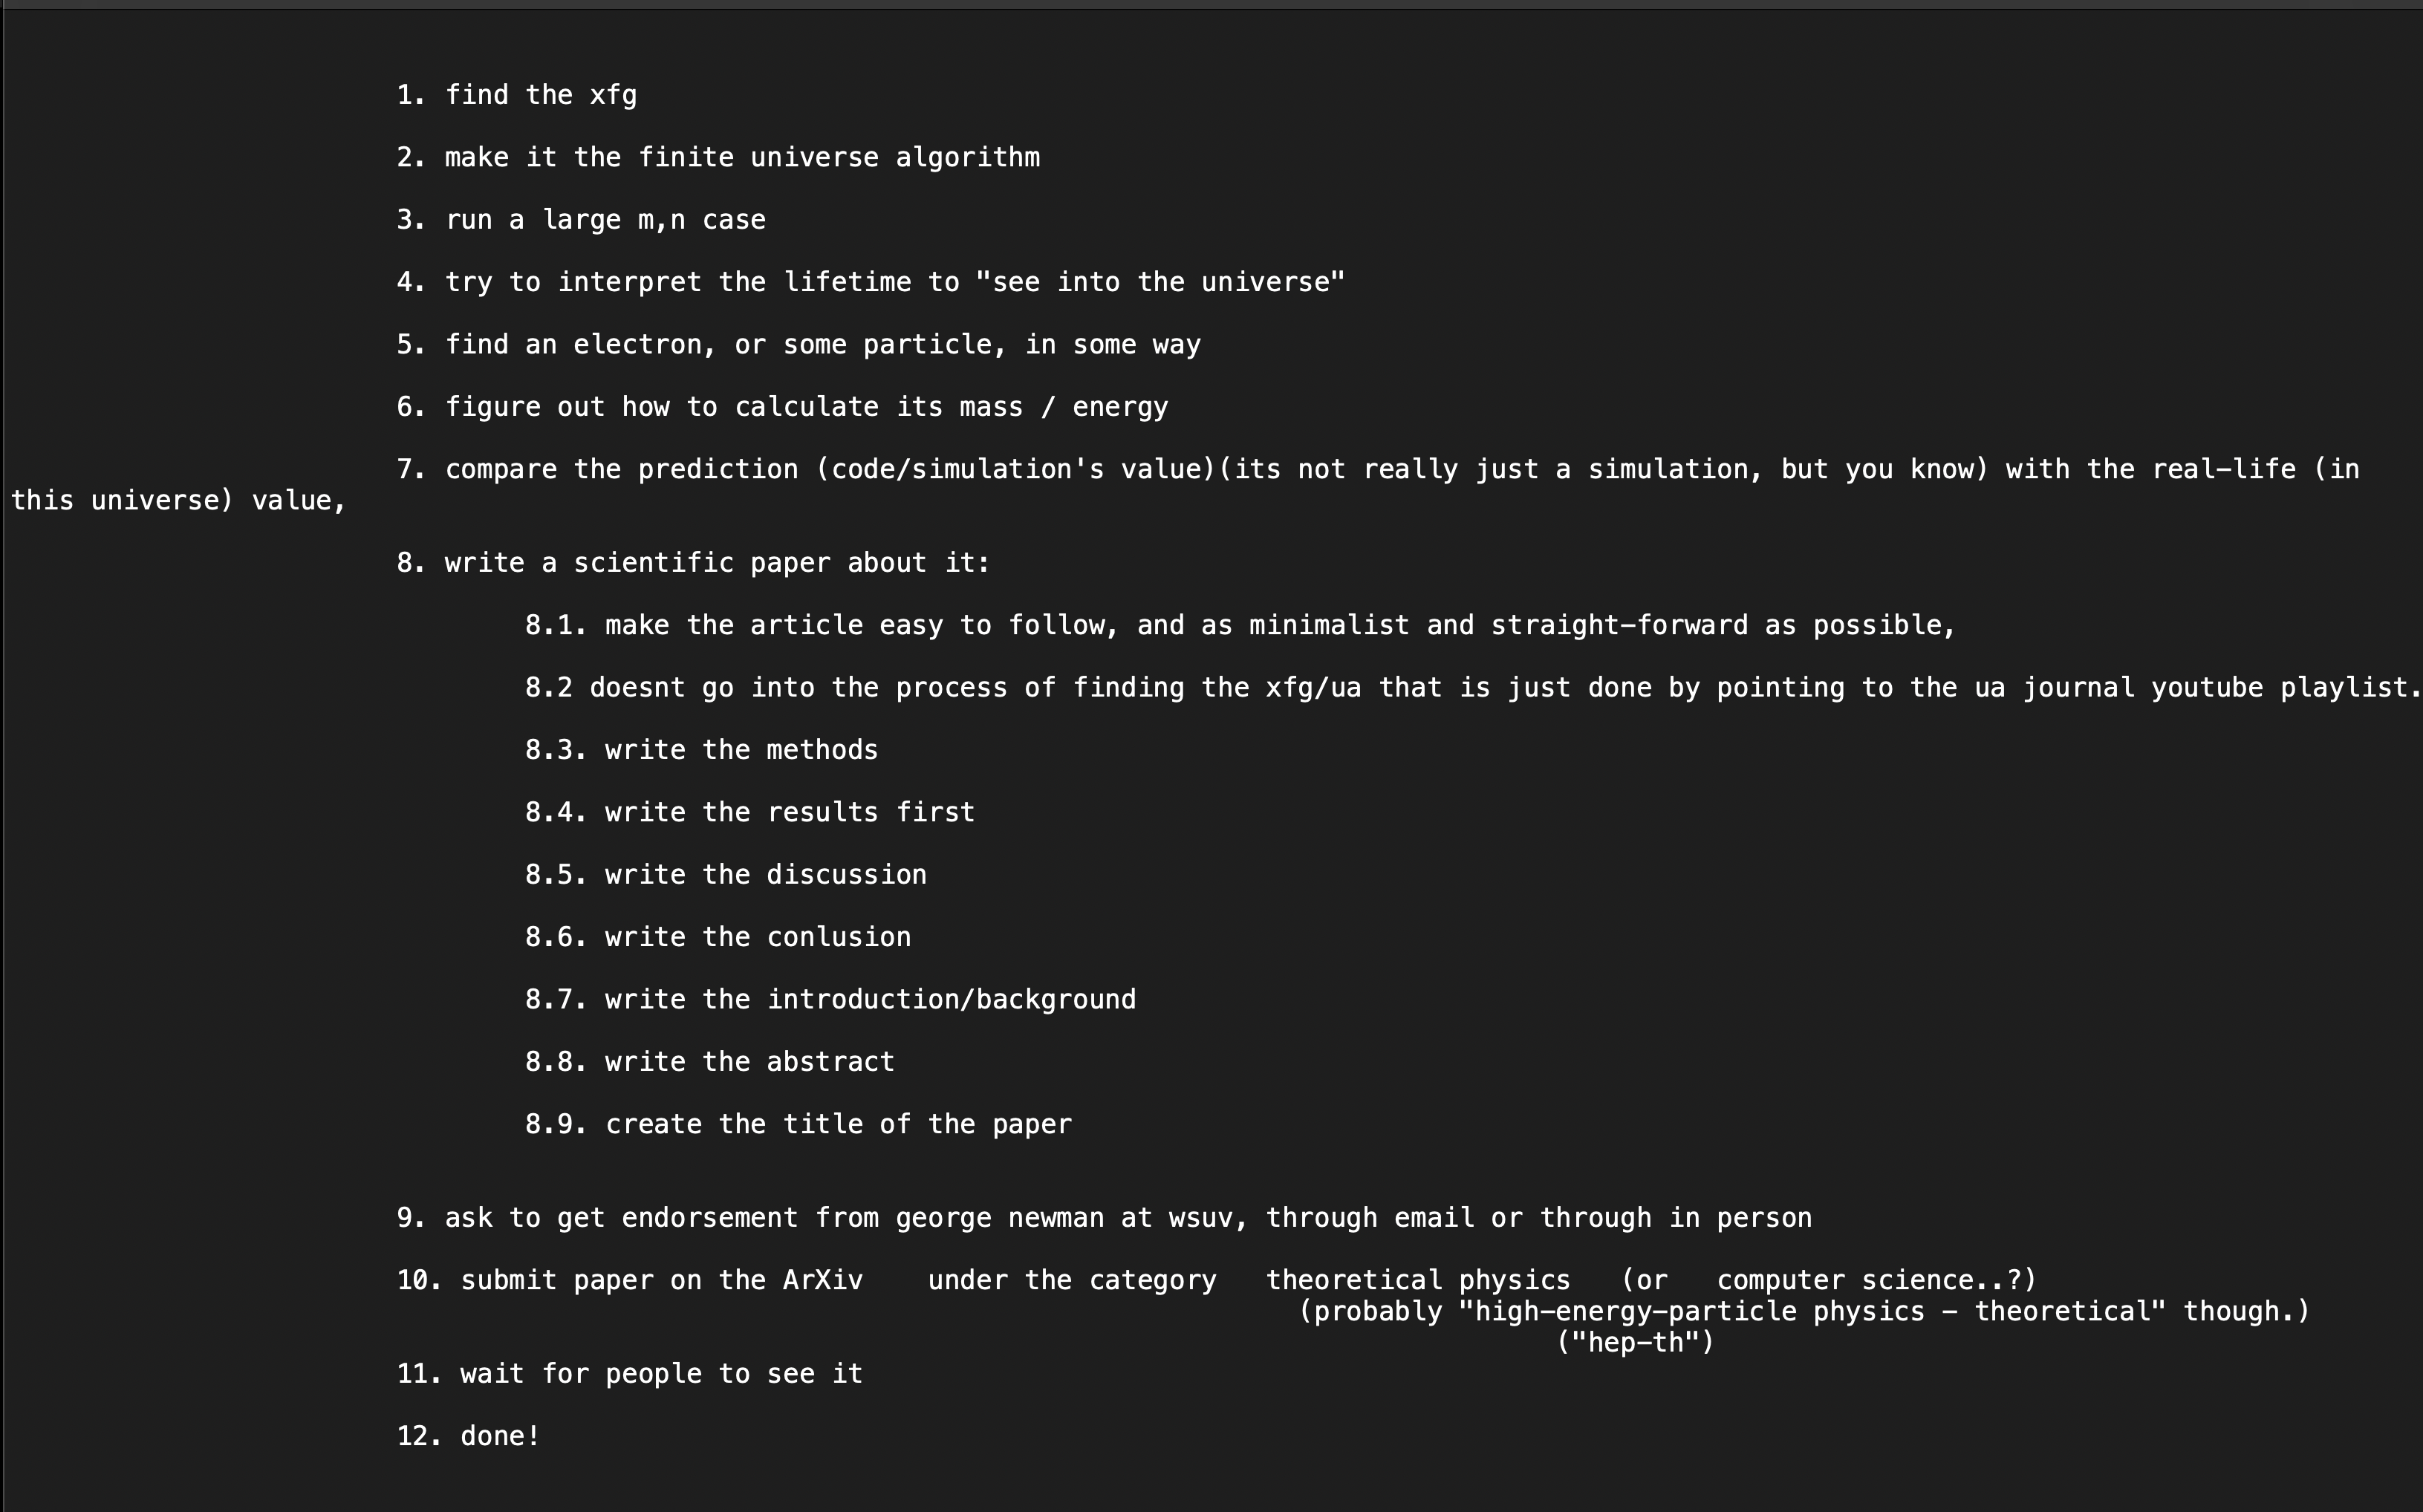 1. find the xfg
2. make it the finite universe algorithm
3. run a large m,n case
4. try to interpret the lifetime to "see into the universe"
5. find an electron, or some particle, in some way
6. figure out how to calculate its mass / energy
7. compare the prediction (code/simulation's value)(its not really just a simulation, but you know) with the real-life (in
this universe) value,
8. write a scientific paper about it:
8.1. make the article easy to follow, and as minimalist and straight-forward as possible,
8.2 doesnt go into the process of finding the xfg/ua that is just done by pointing to the ua journal youtube playlist.
8.3. write the methods
8.4. write the results first
8.5. write the discussion
8.6. write the conlusion
8.7. write the introduction/background
8.8. write the abstract
8.9. create the title of the paper
9. ask to get endorsement from george newman at wsuv, through email or through in person
10. submit paper on the ArXiv    under the category   theoretical physics   (or   computer science..?)
(probably "high-energy-particle physics - theoretical" though.)
("hep-th")
11. wait for people to see it
12. done!